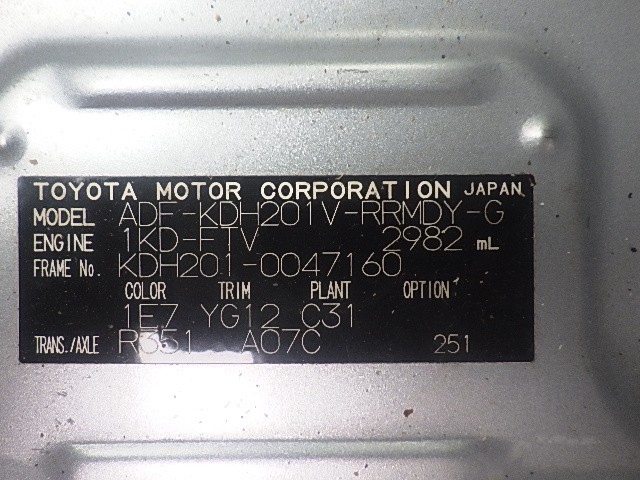 TOYOTA MOTOR CORPORATION JAPAN
MODEL ADF-KDH201V-RRMDY-G
ENGINE 1KD-FTV 2982 mL
FRAME No. KDH201-0047160
COLOR TRIM PLANT OPTION
1E7 YG12 C31
TRANS./AXLE R351 A07C 251